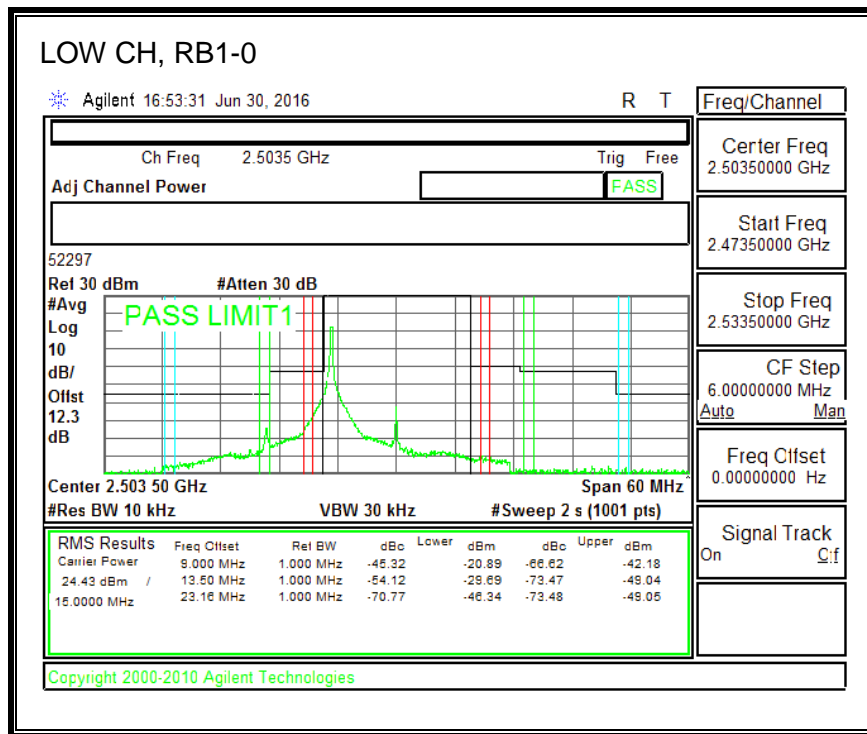 LOW CH, RB1-0
Agilent 16:53:31 Jun 30, 2016 R T
Freq/Channel
Ch Freq 2.5035 GHz Trig Free
Adj Channel Power PASS
Center Freq
2.50350000 GHz
Start Freq
2.47350000 GHz
Stop Freq
2.53350000 GHz
CF Step
6.00000000 MHz
Auto Man
Freq Offset
0.00000000 Hz
Signal Track
On Off
52297
Ref 30 dBm #Atten 30 dB
#Avg
Log
10
dB/
Offst
12.3
dB
PASS LIMIT1
Center 2.503 50 GHz Span 60 MHz
#Res BW 10 kHz VBW 30 kHz #Sweep 2 s (1001 pts)
RMS Results Freq Offset Ref BW dBc Lower dBm dBc Upper dBm
Carrier Power 9.000 MHz 1.000 MHz -45.32 -20.89 -66.62 -42.18
24.43 dBm / 13.50 MHz 1.000 MHz -54.12 -29.69 -73.47 -49.04
15.0000 MHz 23.16 MHz 1.000 MHz -70.77 -46.34 -73.48 -49.05
Copyright 2000-2010 Agilent Technologies